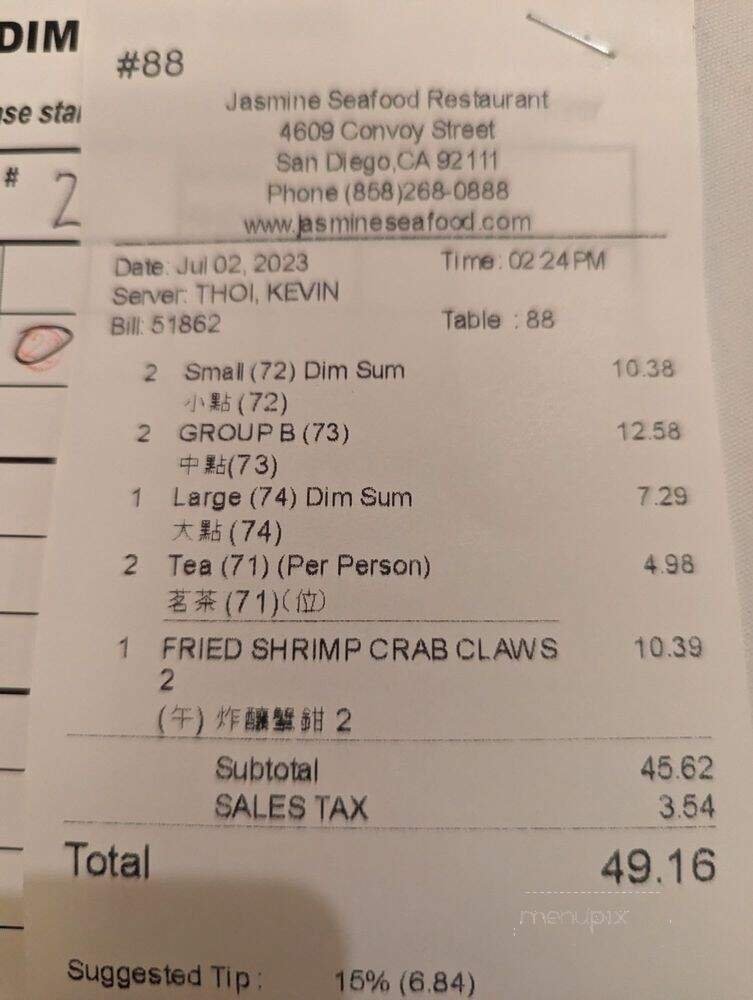 DIM
#88
se sta
# 2
Jasmine Seafood Restaurant
4609 Convoy Street
San Diego,CA 92111
Phone (858)268-0888
www.jasmineseafood.com
Date: Jul 02, 2023 Time: 02:24 PM
Server: THOI, KEVIN
Bill: 51862 Table : 88
2 Small (72) Dim Sum 10.38
小點 (72)
2 GROUP B (73) 12.58
中點(73)
1 Large (74) Dim Sum 7.29
大點 (74)
2 Tea (71) (Per Person) 4.98
茗茶 (71)(位)
1 FRIED SHRIMP CRAB CLAWS 10.39
2
(午) 炸釀蟹鉗 2
Subtotal 45.62
SALES TAX 3.54
Total 49.16
menupix
Suggested Tip : 15% (6.84)